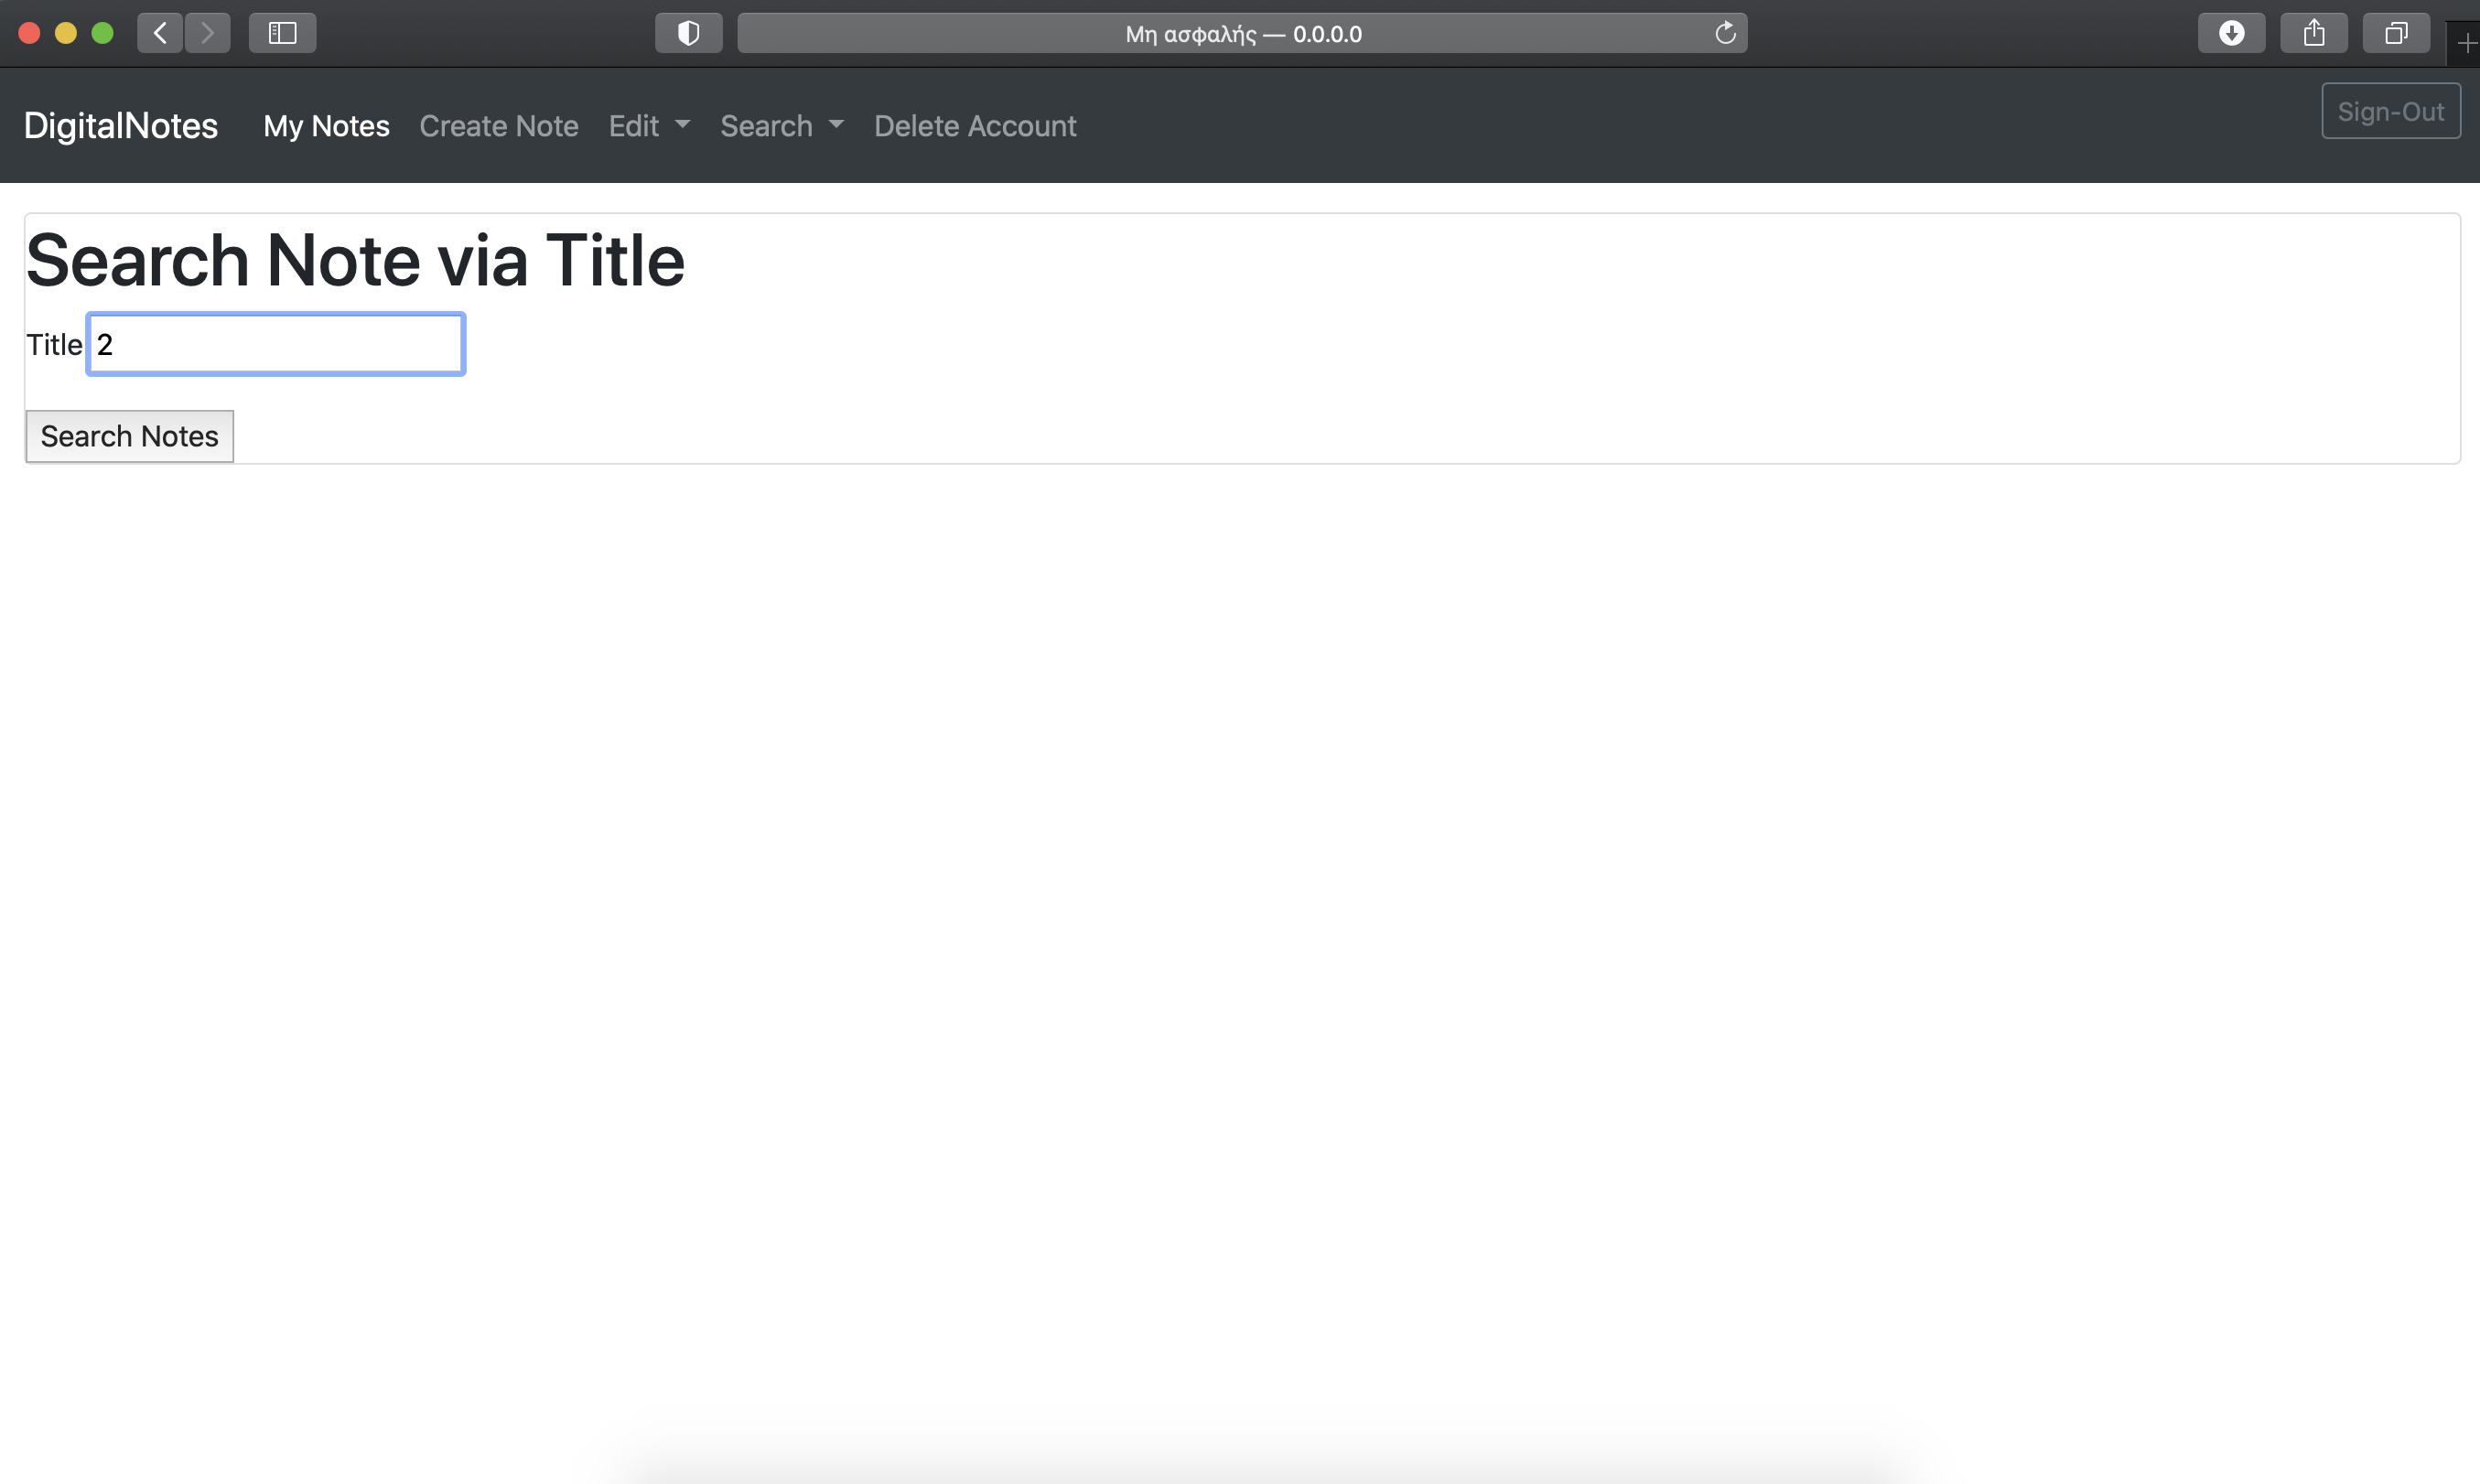 Μη ασφαλής — 0.0.0.0
DigitalNotes My Notes Create Note Edit Search Delete Account Sign-Out
Search Note via Title
Title 2
Search Notes